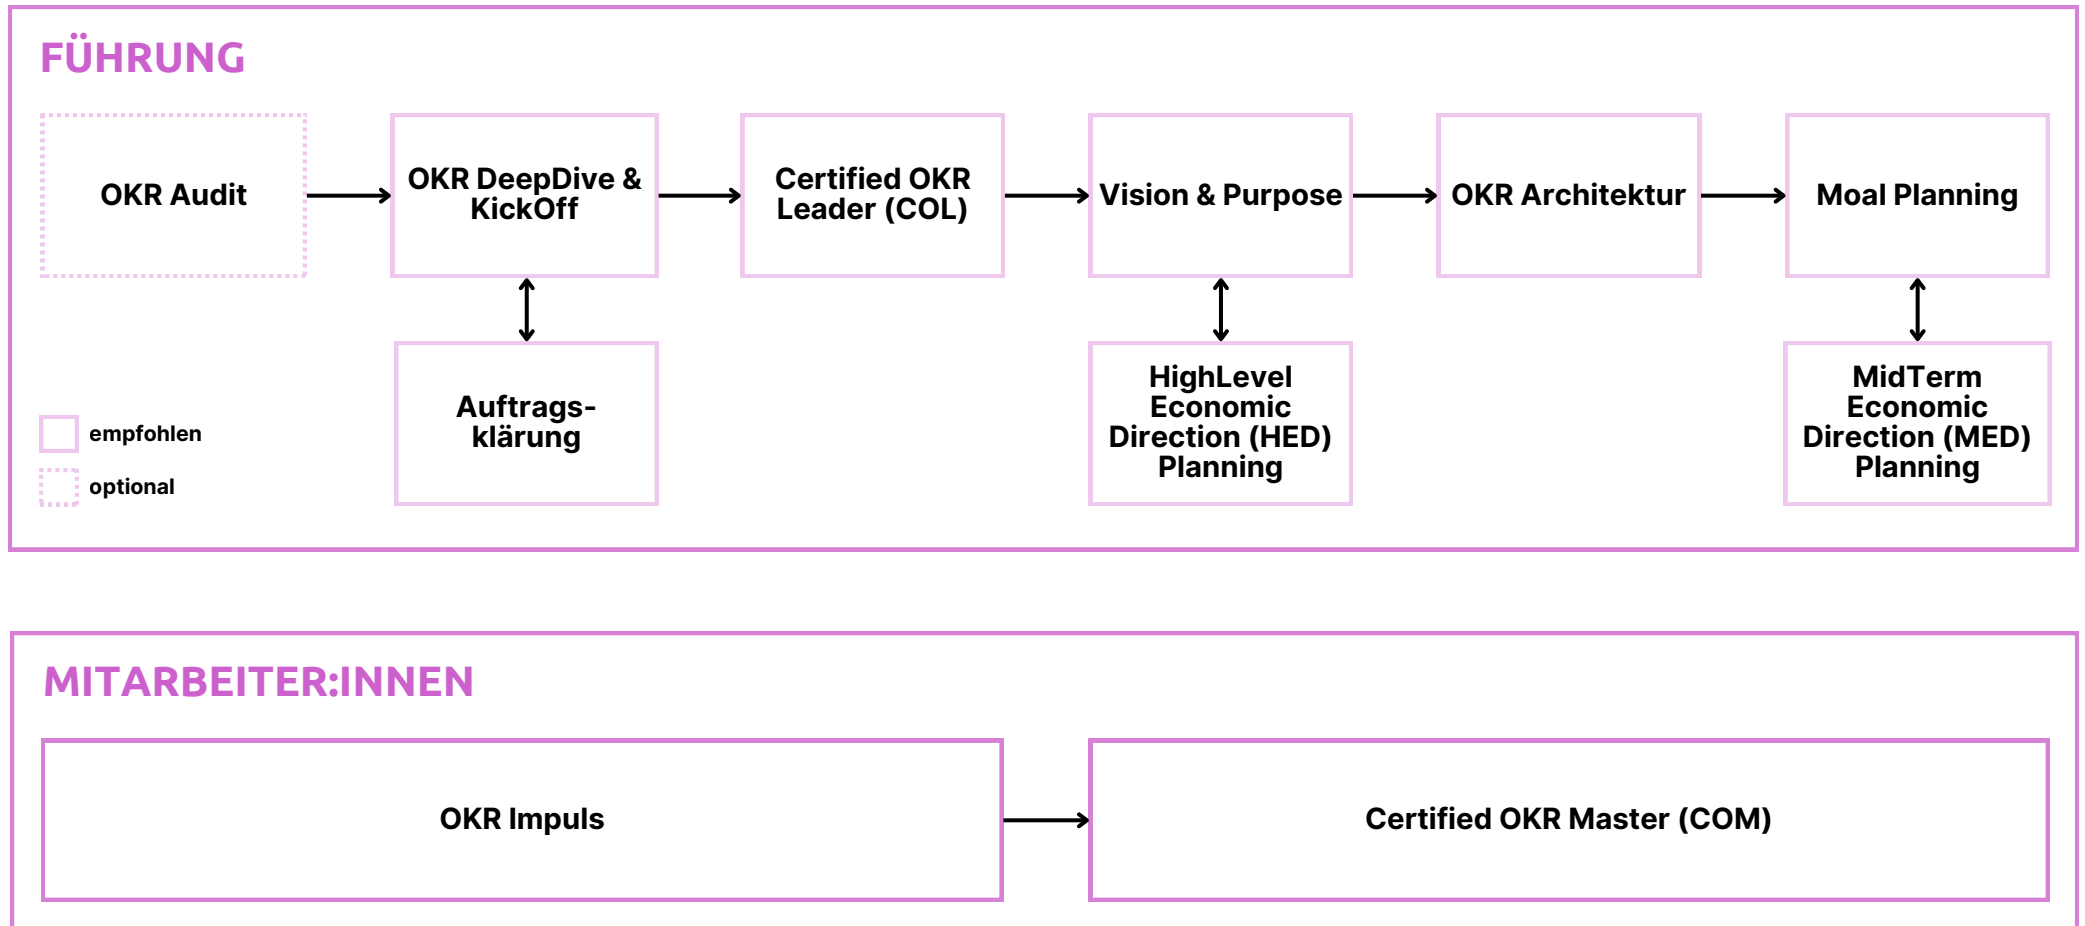 FÜHRUNG
OKR Audit
OKR DeepDive &
KickOff
Certified OKR
Leader (COL)
Vision & Purpose
OKR Architektur
Moal Planning
Auftrags-
klärung
HighLevel
Economic
Direction (HED)
Planning
MidTerm
Economic
Direction (MED)
Planning
empfohlen
optional
MITARBEITER:INNEN
OKR Impuls
Certified OKR Master (COM)